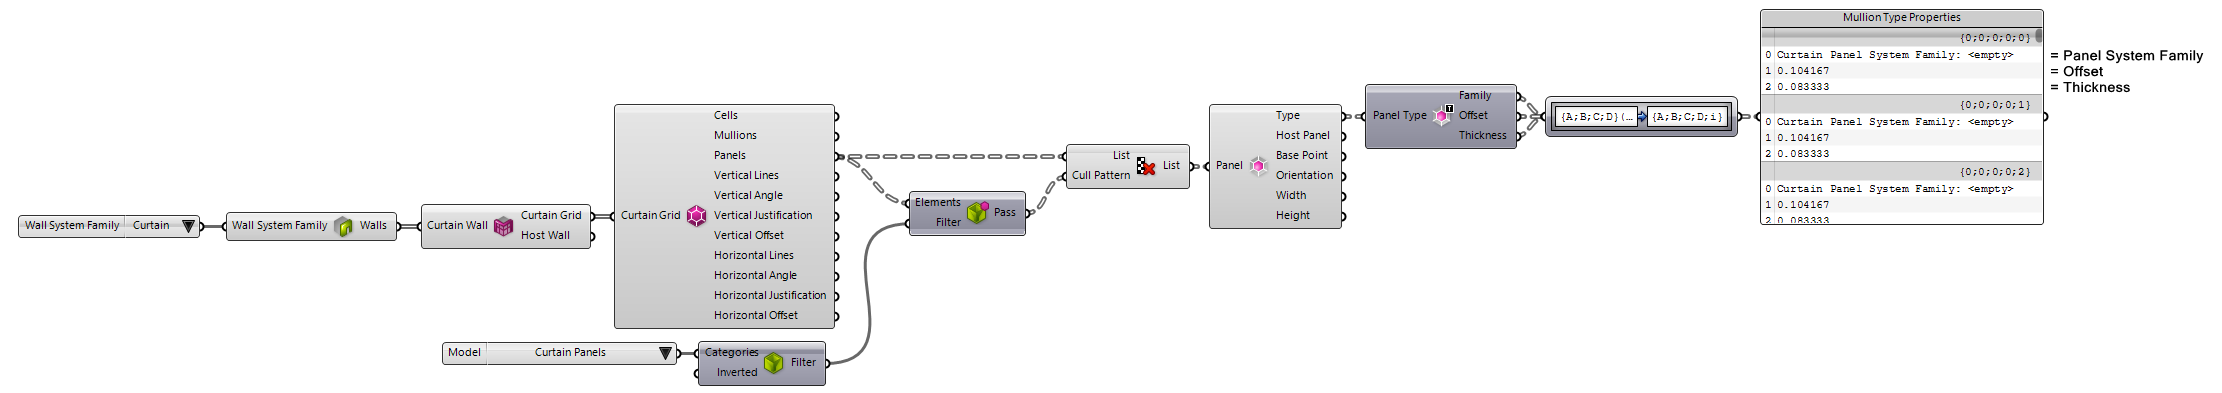 Wall System Family Curtain
Wall System Family Walls
Curtain Wall
Curtain Grid
Host Wall
Curtain Grid
Cells
Mullions
Panels
Vertical Lines
Vertical Angle
Vertical Justification
Vertical Offset
Horizontal Lines
Horizontal Angle
Horizontal Justification
Horizontal Offset
Model Curtain Panels
Categories
Inverted
Filter
Elements
Filter
Pass
List
Cull Pattern
List
Panel
Type
Host Panel
Base Point
Orientation
Width
Height
Panel Type
T
Family
Offset
Thickness
{A;B;C;D}(... {A;B;C;D;i}
Mullion Type Properties
{0;0;0;0;0}
0 Curtain Panel System Family: <empty>
1 0.104167
2 0.083333
{0;0;0;0;1}
0 Curtain Panel System Family: <empty>
1 0.104167
2 0.083333
{0;0;0;0;2}
0 Curtain Panel System Family: <empty>
1 0.104167
2 0.083333
= Panel System Family
= Offset
= Thickness